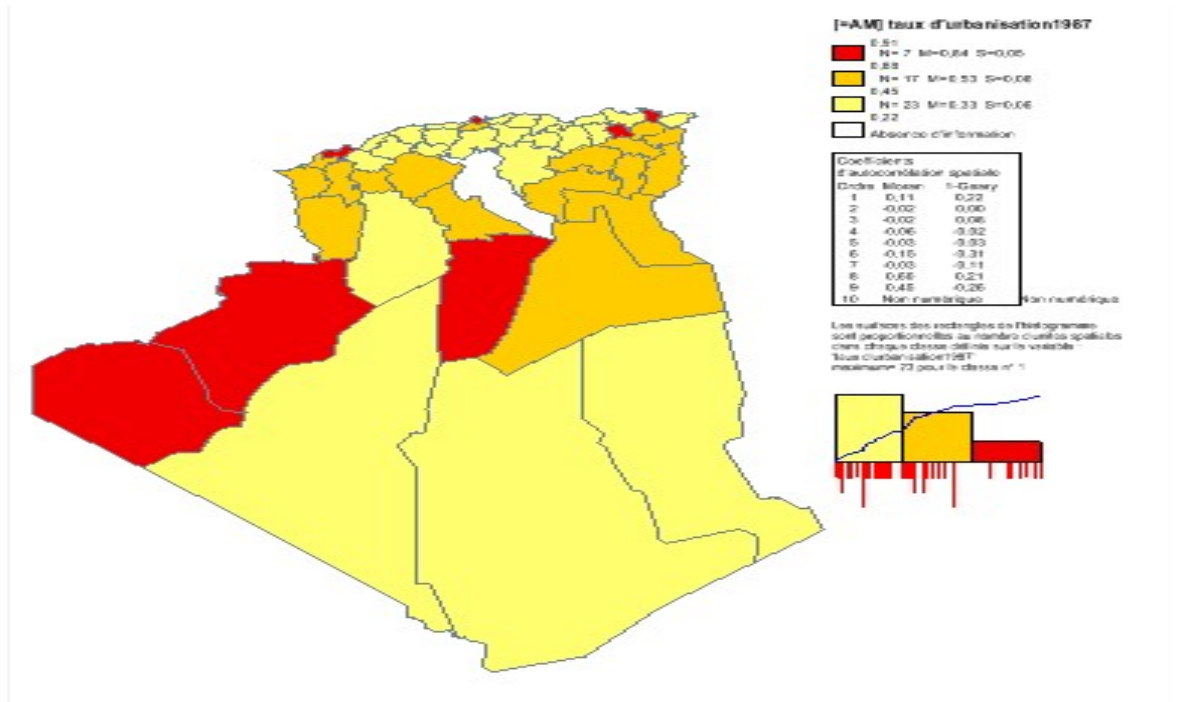 [=AM] taux d'urbanisation1987
0,91
N= 7 M=0,84 S=0,05
0,68
N= 17 M=0,53 S=0,06
0,45
N= 23 M=0,33 S=0,06
0,22
Absence d'information
Coefficients
d'autocorrélation spatiale
Ordre Moran 1-Geary
1 0,11 0,22
2 -0,02 0,00
3 -0,02 0,06
4 -0,06 -0,02
5 -0,03 -0,03
6 -0,15 -0,31
7 -0,03 -0,11
8 0,21
9 0,45 -0,26
10 Non numérique Non numérique
Les surfaces des rectangles de l'histogramme
sont proportionnelles au nombre d'unités spatiales
dans chaque classe définie sur la variable
'taux d'urbanisation1987'
maximum= 23 pour la classe n° 1